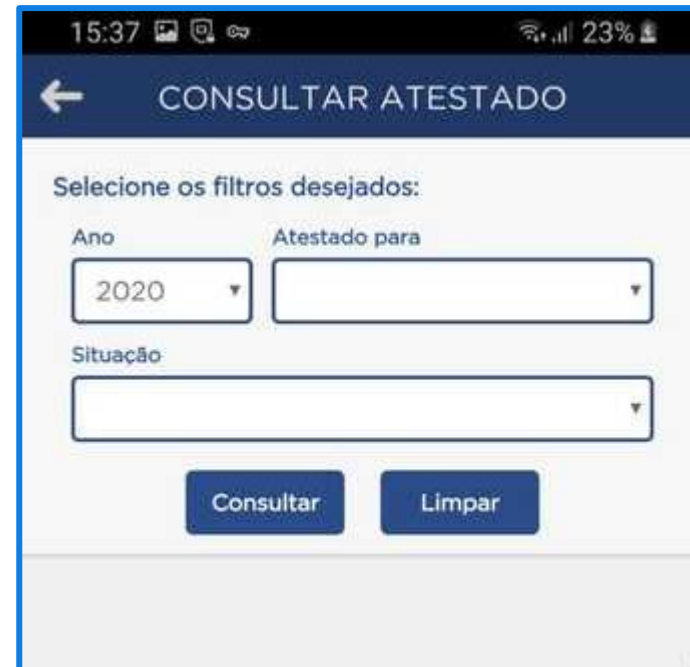 15:37 23%
CONSULTAR ATESTADO
Selecione os filtros desejados:
Ano Atestado para
2020
Situação
Consultar Limpar